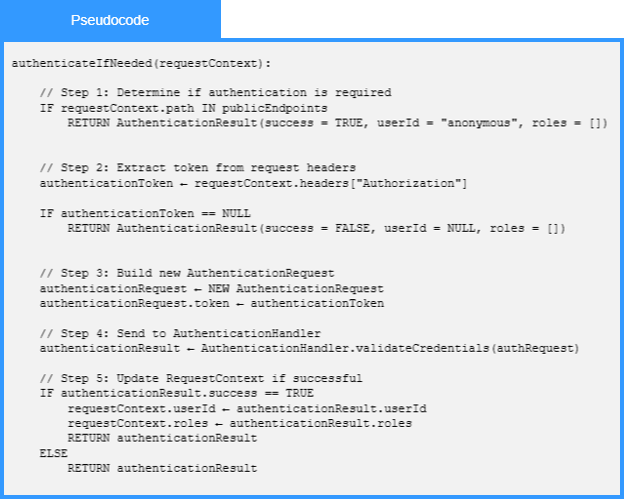 Pseudocode
authenticateIfNeeded(requestContext):
// Step 1: Determine if authentication is required
IF requestContext.path IN publicEndpoints
RETURN AuthenticationResult(success = TRUE, userId = "anonymous", roles = [])
// Step 2: Extract token from request headers
authenticationToken ← requestContext.headers["Authorization"]
IF authenticationToken == NULL
RETURN AuthenticationResult(success = FALSE, userId = NULL, roles = [])
// Step 3: Build new AuthenticationRequest
authenticationRequest ← NEW AuthenticationRequest
authenticationRequest.token ← authenticationToken
// Step 4: Send to AuthenticationHandler
authenticationResult ← AuthenticationHandler.validateCredentials(authRequest)
// Step 5: Update RequestContext if successful
IF authenticationResult.success == TRUE
requestContext.userId ← authenticationResult.userId
requestContext.roles ← authenticationResult.roles
RETURN authenticationResult
ELSE
RETURN authenticationResult